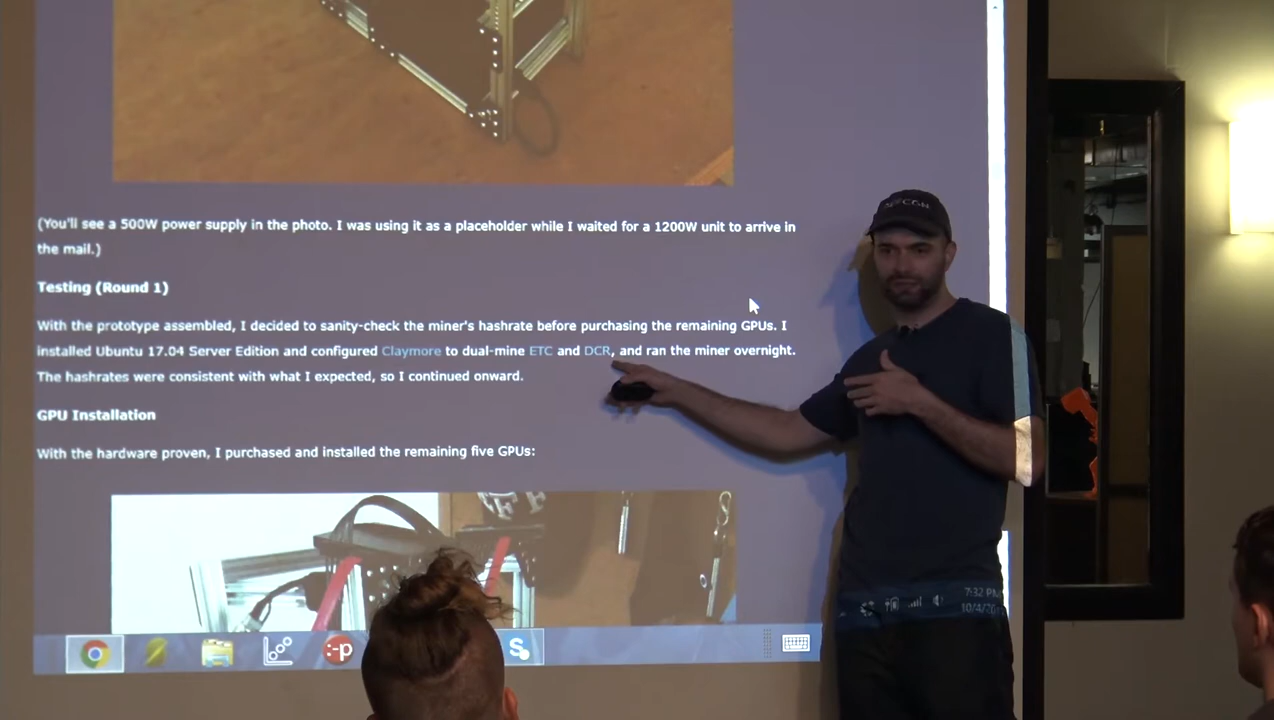 (You'll see a 500W power supply in the photo. I was using it as a placeholder while I waited for a 1200W unit to arrive in
the mail.)
Testing (Round 1)
With the prototype assembled, I decided to sanity-check the miner's hashrate before purchasing the remaining GPUs. I
installed Ubuntu 17.04 Server Edition and configured Claymore to dual-mine ETC and DCR, and ran the miner overnight.
The hashrates were consistent with what I expected, so I continued onward.
GPU Installation
With the hardware proven, I purchased and installed the remaining five GPUs:
:-p
S
7:32 PM